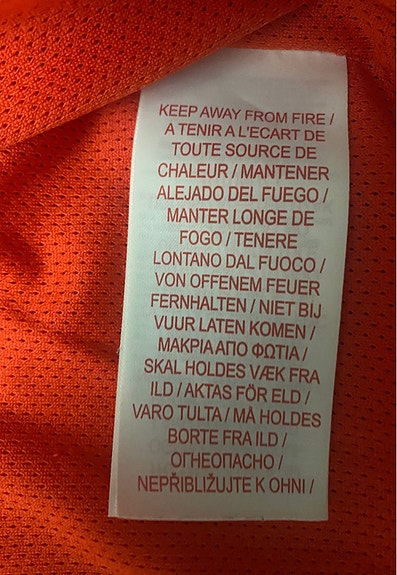 KEEP AWAY FROM FIRE /
A TENIR A L'ECART DE
TOUTE SOURCE DE
CHALEUR / MANTENER
ALEJADO DEL FUEGO /
MANTER LONGE DE
FOGO / TENERE
LONTANO DAL FUOCO /
VON OFFENEM FEUER
FERNHALTEN / NIET BIJ
VUUR LATEN KOMEN /
ΜΑΚΡΙΑ ΑΠΟ ΦΩΤΙΑ /
SKAL HOLDES VÆK FRA
ILD / AKTAS FÖR ELD /
VARO TULTA / MÅ HOLDES
BORTE FRA ILD /
ОГНЕОПАСНО /
NEPŘIBLIŽUJTE K OHNI /